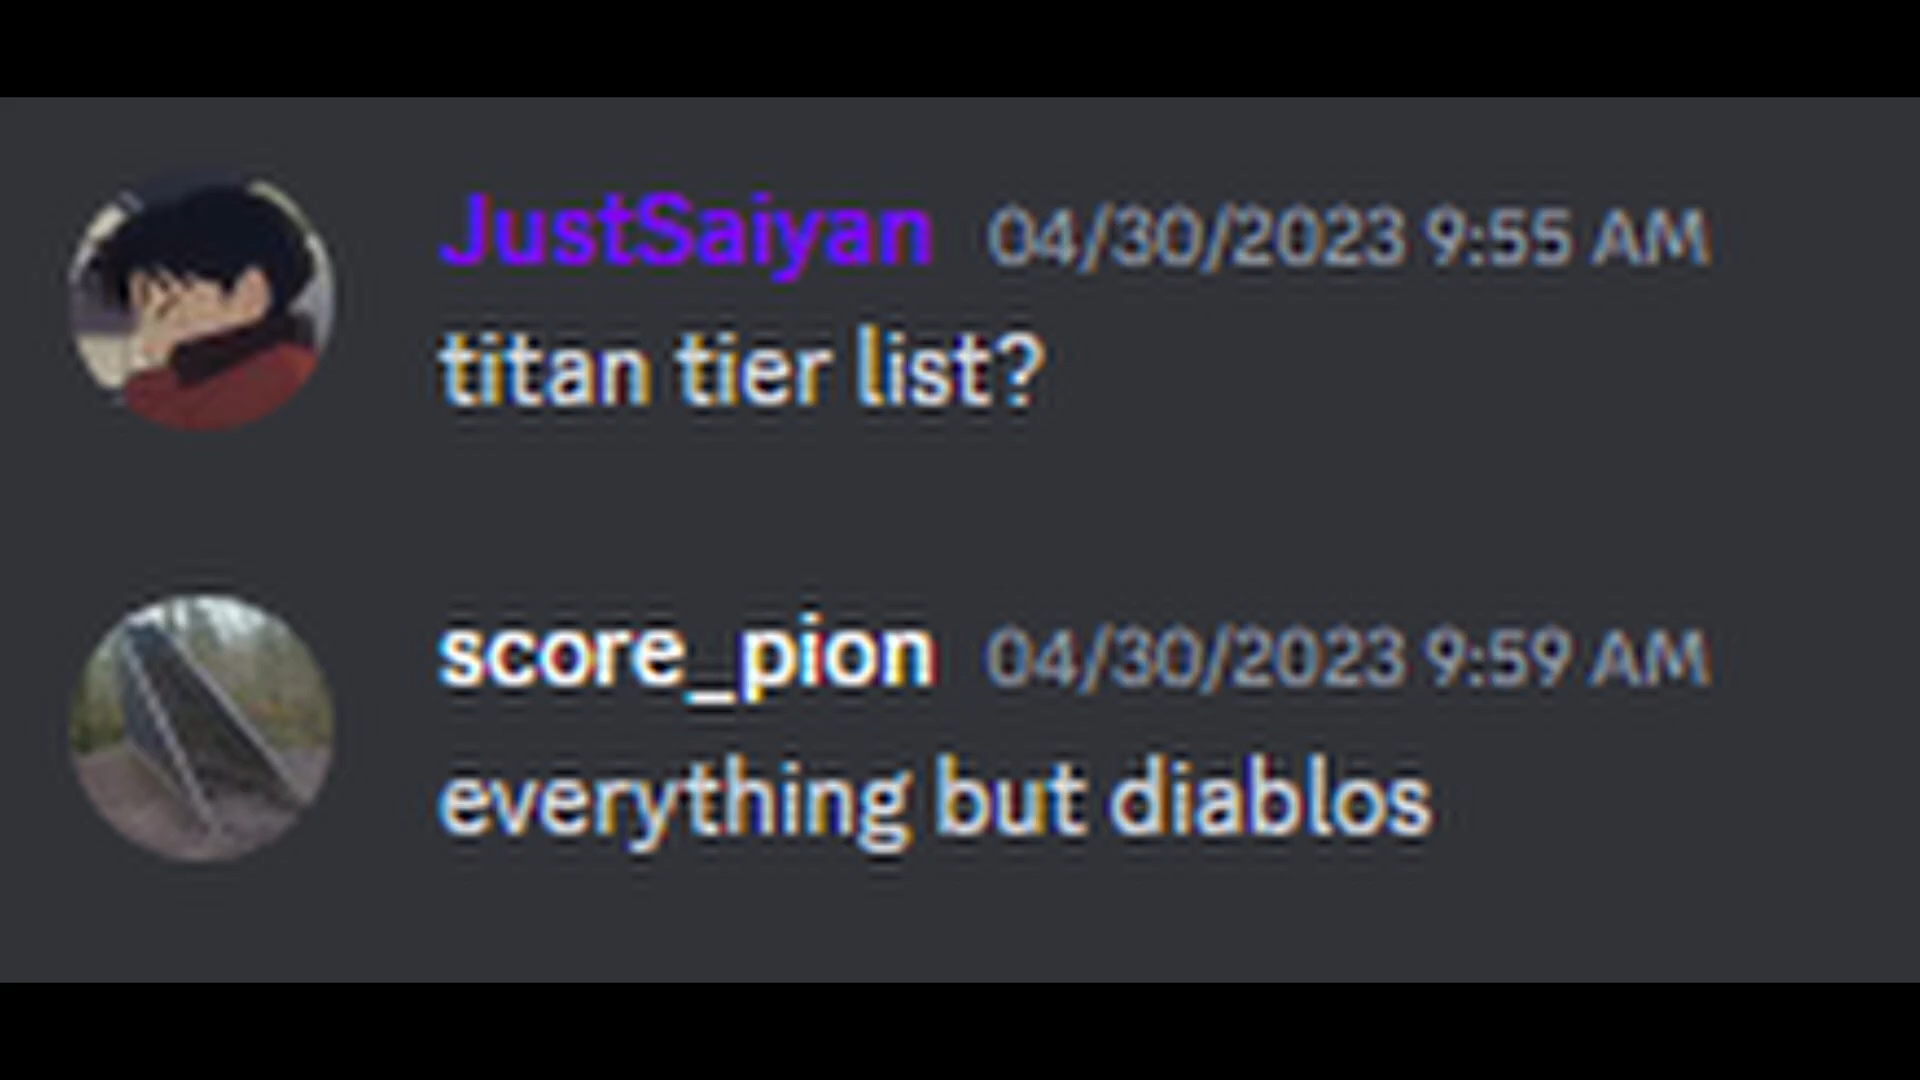 JustSaiyan 04/30/2023 9:55 AM
titan tier list?
score_pion 04/30/2023 9:59 AM
everything but diablos